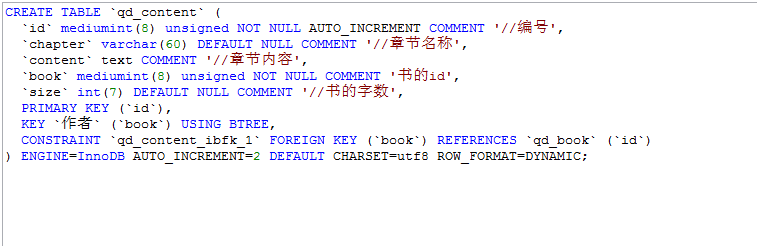 CREATE TABLE `qd_content` (
  `id` mediumint(8) unsigned NOT NULL AUTO_INCREMENT COMMENT '//编号',
  `chapter` varchar(60) DEFAULT NULL COMMENT '//章节名称',
  `content` text COMMENT '//章节内容',
  `book` mediumint(8) unsigned NOT NULL COMMENT '书的id',
  `size` int(7) DEFAULT NULL COMMENT '//书的字数',
  PRIMARY KEY (`id`),
  KEY `作者` (`book`) USING BTREE,
  CONSTRAINT `qd_content_ibfk_1` FOREIGN KEY (`book`) REFERENCES `qd_book` (`id`)
) ENGINE=InnoDB AUTO_INCREMENT=2 DEFAULT CHARSET=utf8 ROW_FORMAT=DYNAMIC;